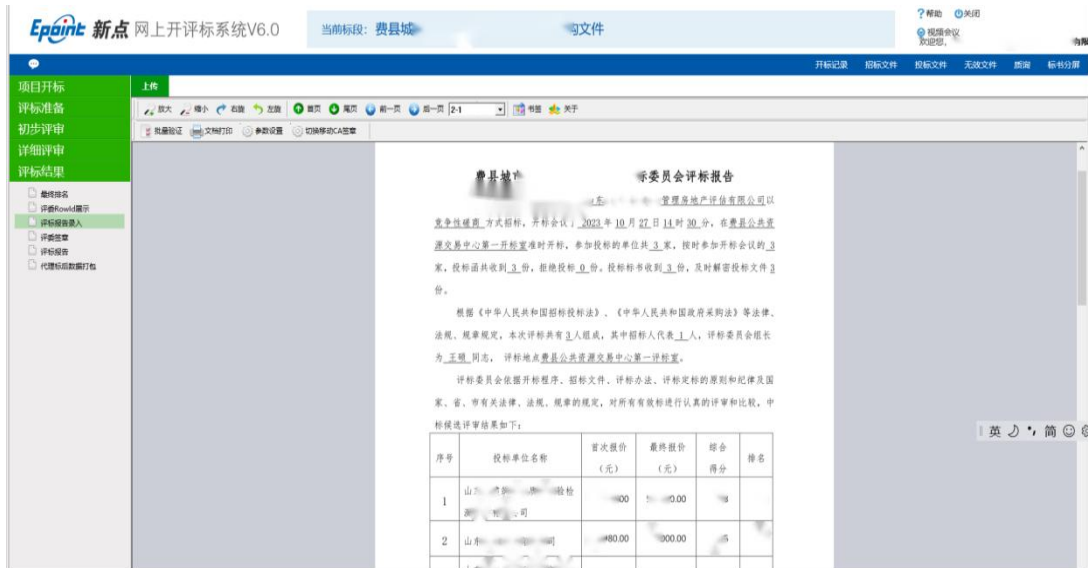 Epoint 新点 网上开评标系统V6.0
当前标段: 费县城 文件
帮助 关闭
视频会议
欢迎您,
有限
开标记录 招标文件 投标文件 无效文件 质询 标书分屏
项目开标
评标准备
初步评审
详细评审
评标结果
最终排名
评委RowId展示
评标报告录入
评委签章
评标报告
代理标后数据打包
上传
放大 缩小 右旋 左旋 首页 尾页 前一页 后一页 2-1 书签 关于
批量验证 文档打印 参数设置 切换移动CA签章
费县城 标委员会评标报告
管理房地产评估有限公司以
竞争性磋商 方式招标, 开标会议于 2023 年 10 月 27 日 14 时 30 分, 在费县公共资
源交易中心第一开标室准时开标, 参加投标的单位共 3 家, 按时参加开标会议的 3
家, 投标函共收到 3 份, 拒绝投标 0 份。投标标书收到 3 份, 及时解密投标文件 3
份。
根据《中华人民共和国招标投标法》、《中华人民共和国政府采购法》等法律、
法规、规章规定, 本次评标共有 3 人组成, 其中招标人代表 1 人, 评标委员会组长
为 王 同志, 评标地点费县公共资源交易中心第一评标室。
评标委员会依据开标程序、招标文件、评标办法、评标定标的原则和纪律及国
家、省、市有关法律、法规、规章的规定, 对所有有效标进行认真的评审和比较, 中
标候选评审结果如下:
序号 投标单位名称 首次报价(元) 最终报价(元) 综合得分 排名
1 山 验检
司 00 0.00
2 山东 司 980.00 000.00
英 简